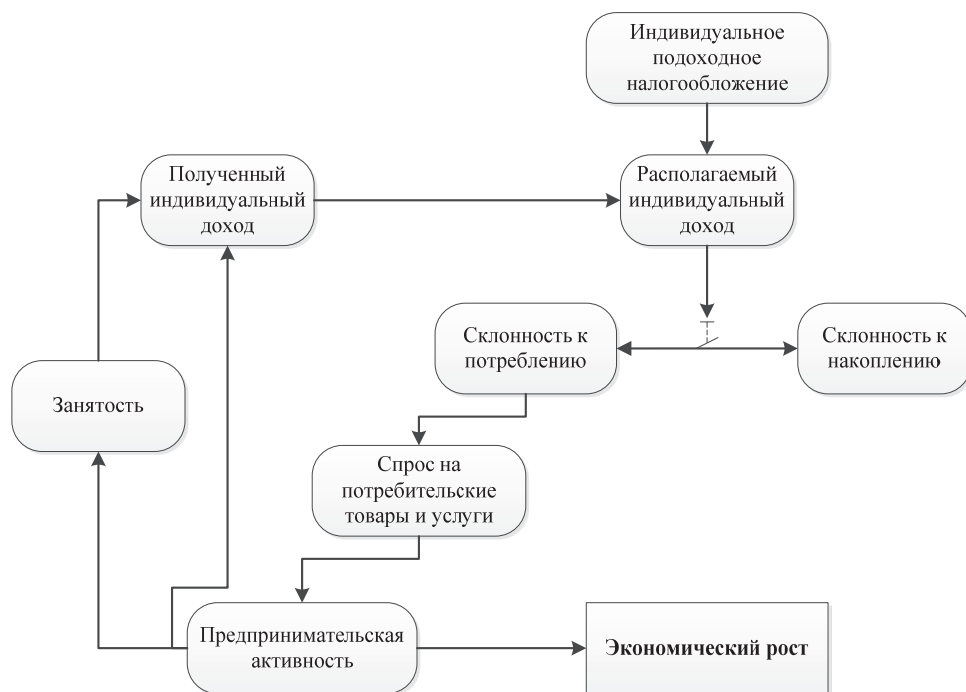 Индивидуальное
подоходное
налогообложение
Полученный
индивидуальный
доход
Располагаемый
индивидуальный
доход
Склонность к
потреблению
Склонность к
накоплению
Занятость
Спрос на
потребительские
товары и услуги
Предпринимательская
активность
Экономический рост